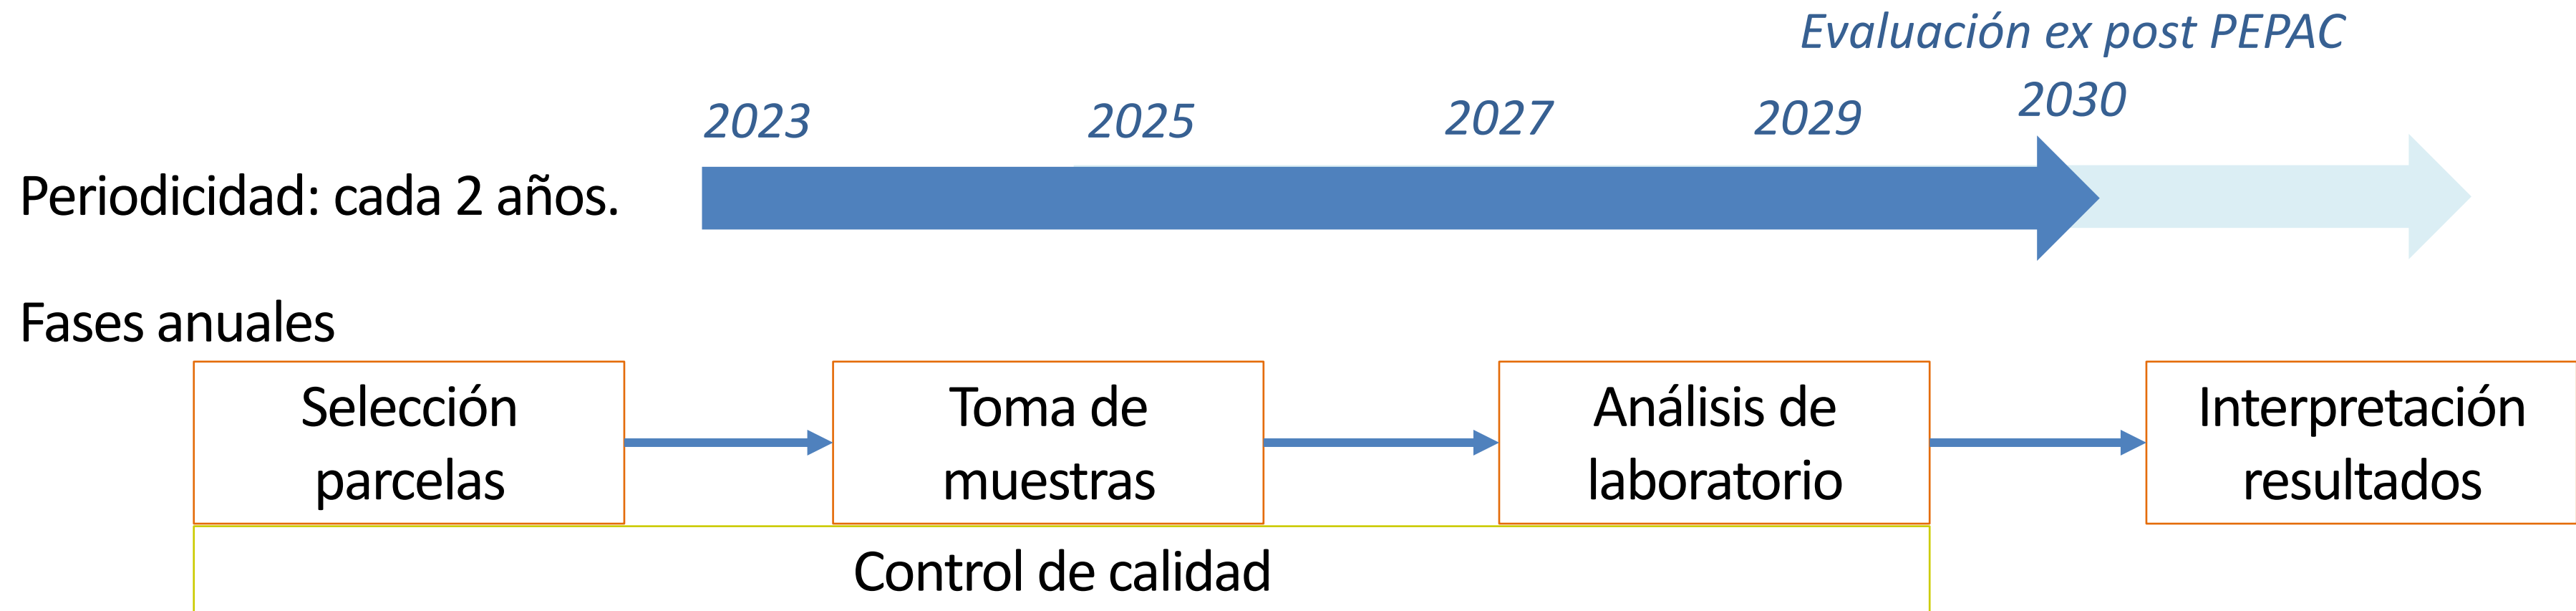 Evaluación ex post PEPAC
2023 2025 2027 2029 2030
Periodicidad: cada 2 años.
Fases anuales
Selección
parcelas
Toma de
muestras
Análisis de
laboratorio
Interpretación
resultados
Control de calidad